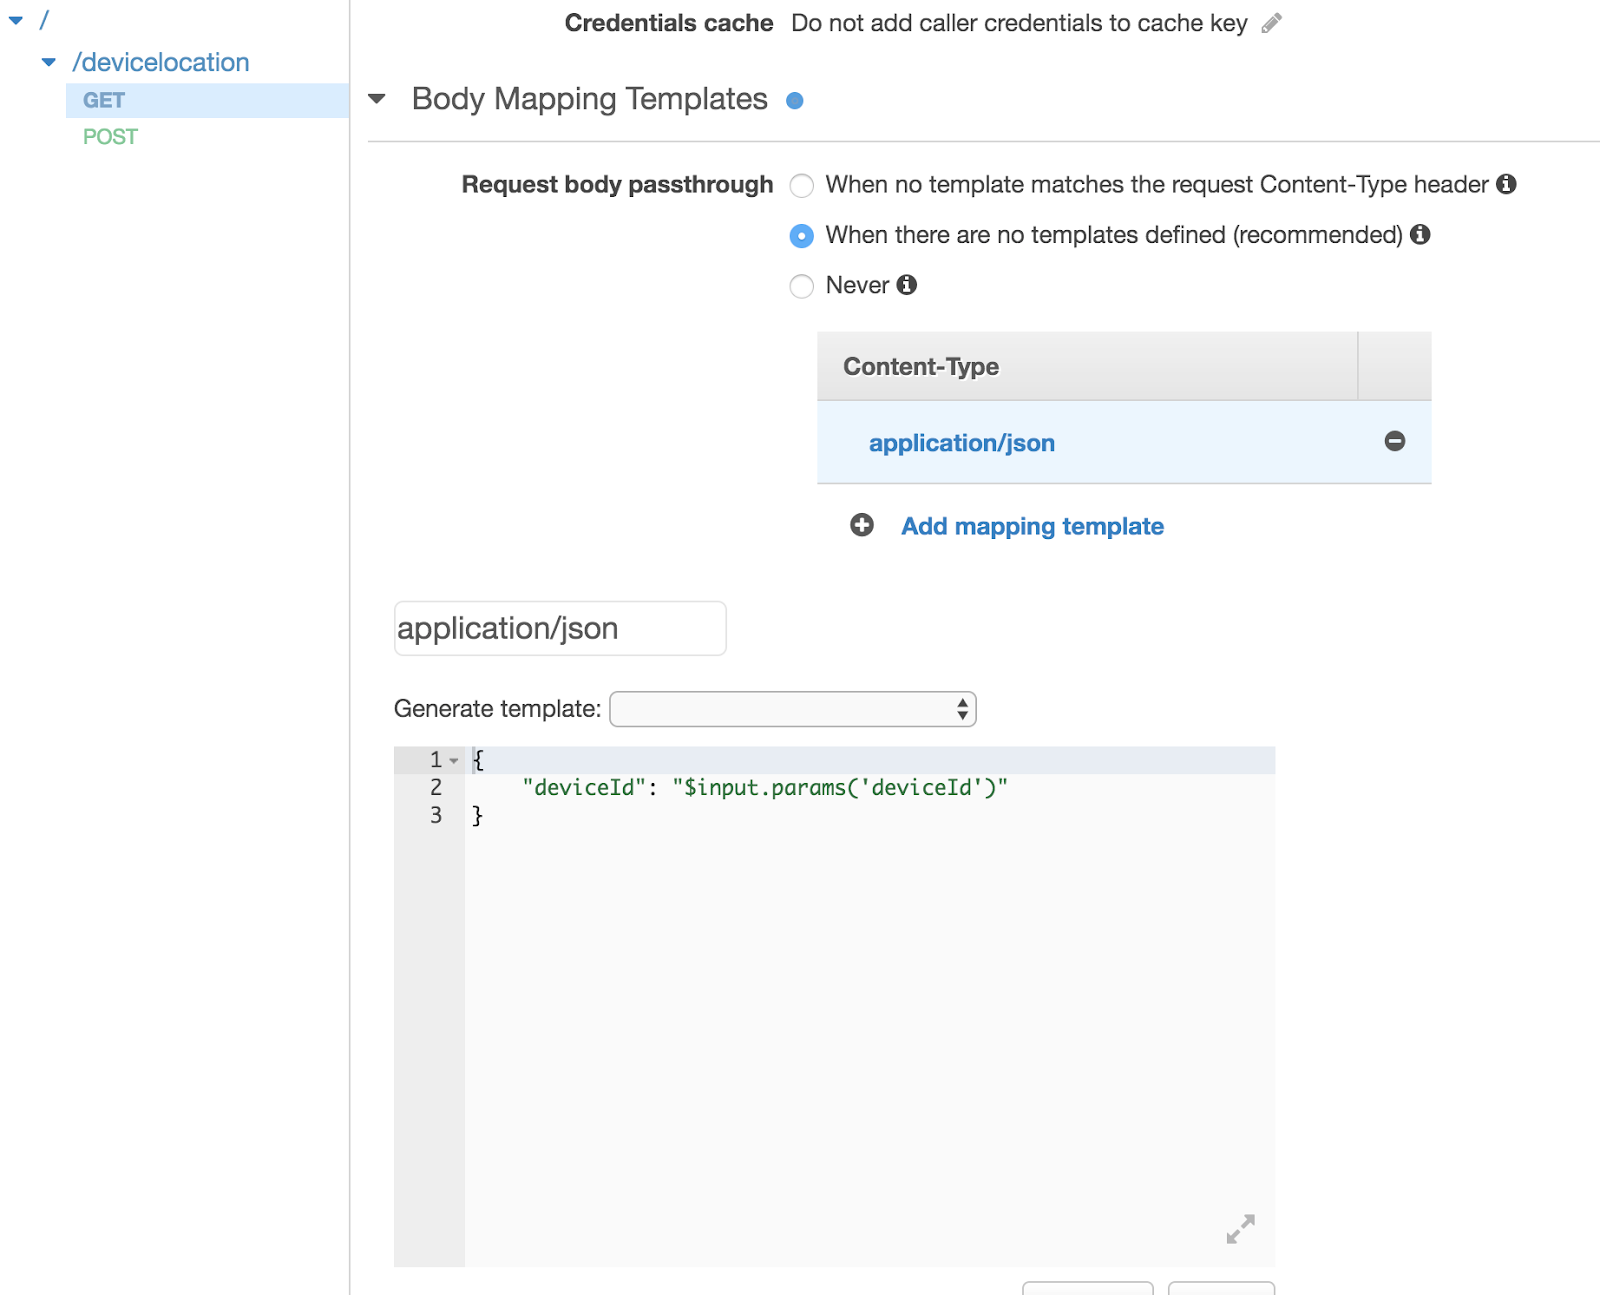 /
/devicelocation
GET
POST
Credentials cache Do not add caller credentials to cache key
Body Mapping Templates
Request body passthrough When no template matches the request Content-Type header
When there are no templates defined (recommended)
Never
Content-Type
application/json
Add mapping template
application/json
Generate template:
1 {
2 "deviceId": "$input.params('deviceId')"
3 }